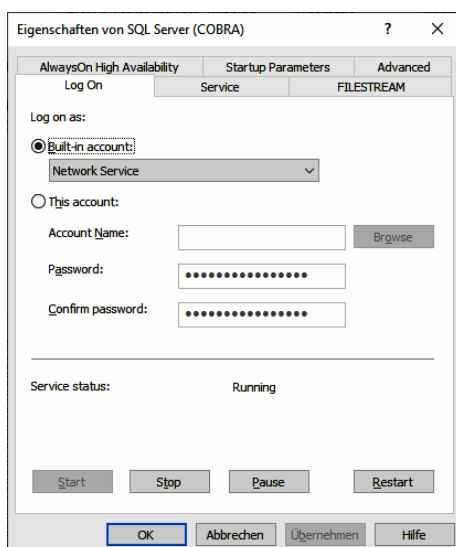 Eigenschaften von SQL Server (COBRA)
? X
AlwaysOn High Availability Startup Parameters Advanced
Log On Service FILESTREAM
Log on as:
Built-in account:
Network Service
This account:
Account Name: Browse
Password: ••••••••••••••••
Confirm password: ••••••••••••••••
Service status: Running
Start Stop Pause Restart
OK Abbrechen Übernehmen Hilfe